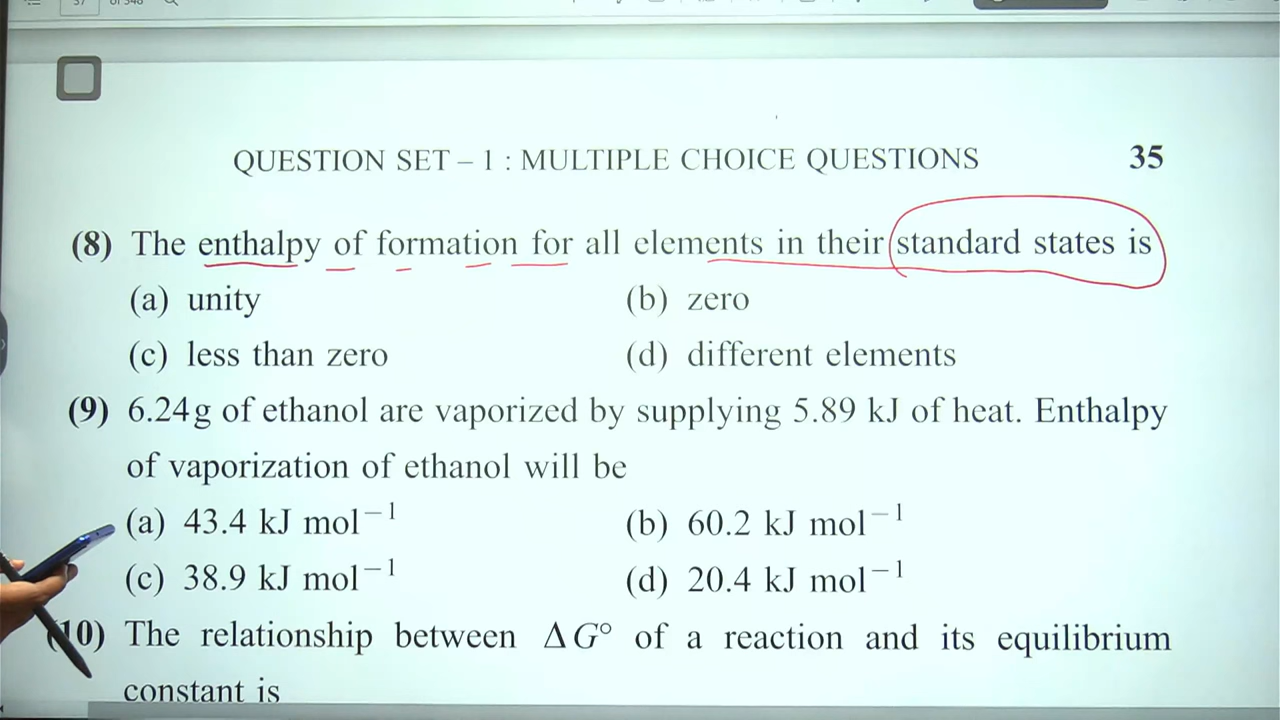 QUESTION SET – 1 : MULTIPLE CHOICE QUESTIONS 35
(8) The enthalpy of formation for all elements in their standard states is
(a) unity (b) zero
(c) less than zero (d) different elements
(9) 6.24 g of ethanol are vaporized by supplying 5.89 kJ of heat. Enthalpy
of vaporization of ethanol will be
(a) 43.4 kJ mol⁻¹ (b) 60.2 kJ mol⁻¹
(c) 38.9 kJ mol⁻¹ (d) 20.4 kJ mol⁻¹
(10) The relationship between ΔG° of a reaction and its equilibrium
constant is